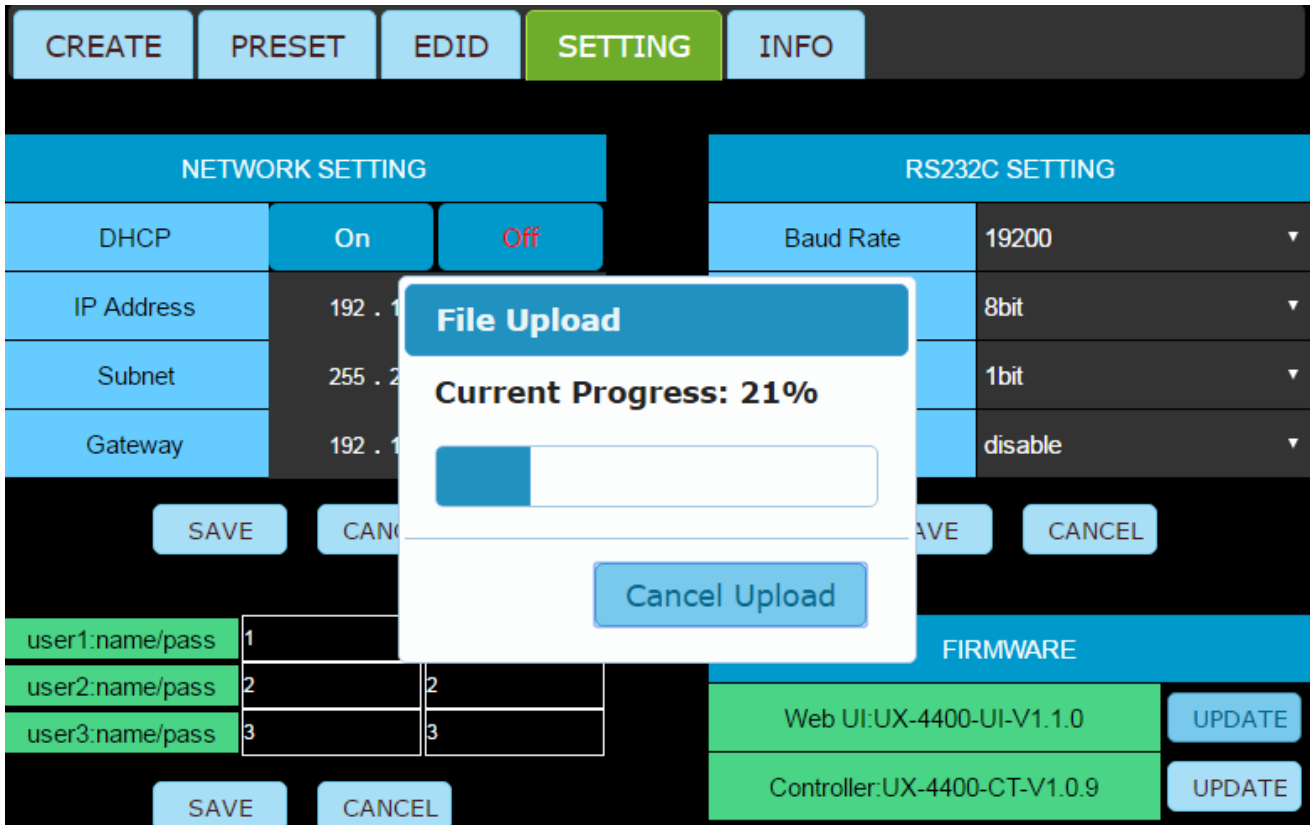 CREATE PRESET EDID SETTING INFO
NETWORK SETTING
DHCP On Off
IP Address 192 . 1
Subnet 255 . 2
Gateway 192 . 1
SAVE
RS232C SETTING
Baud Rate 19200
8bit
1bit
disable
CANCEL
File Upload
Current Progress: 21%
Cancel Upload
user1:name/pass 1
user2:name/pass 2 2
user3:name/pass 3 3
SAVE CANCEL
FIRMWARE
Web UI:UX-4400-UI-V1.1.0 UPDATE
Controller:UX-4400-CT-V1.0.9 UPDATE